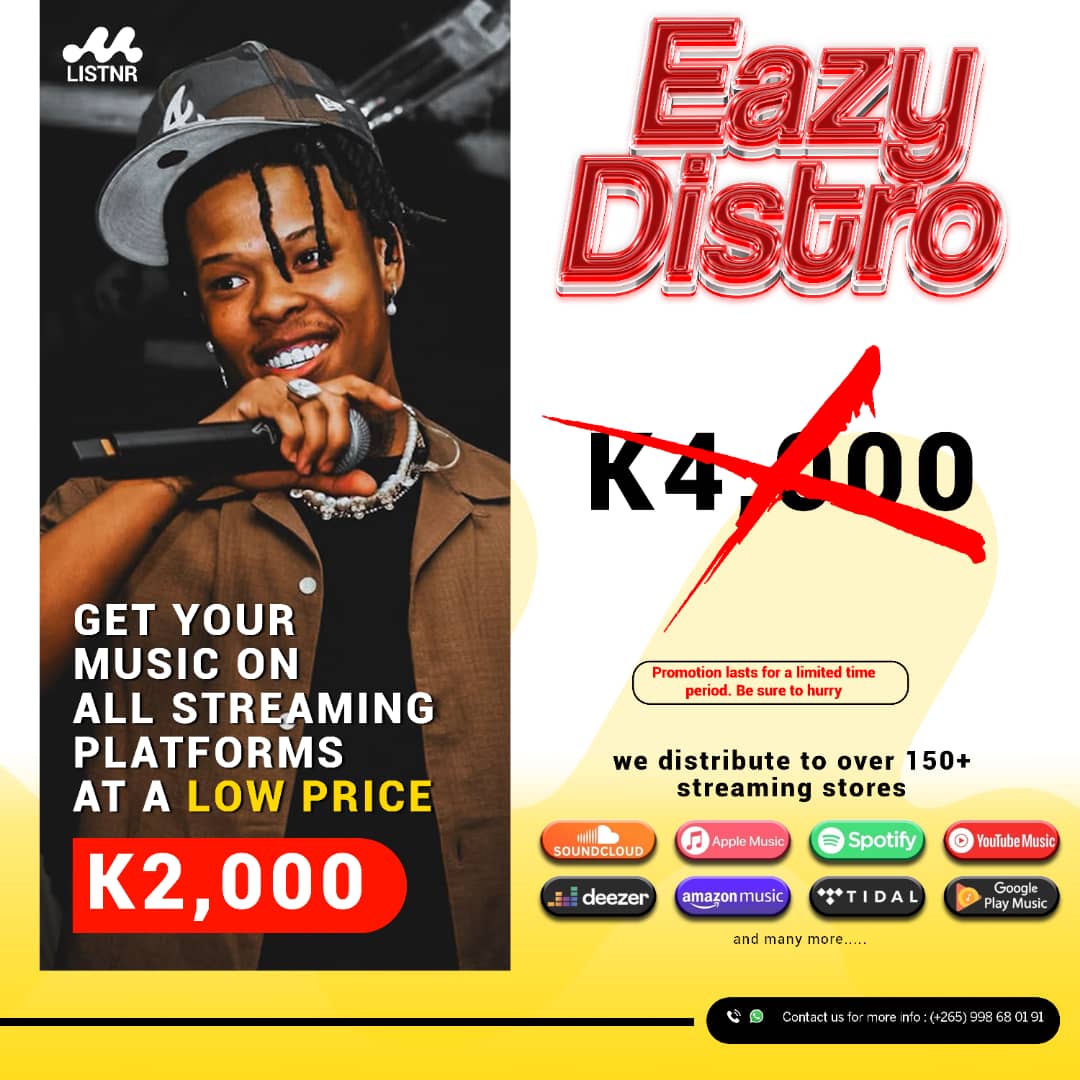 LISTNR
Eazy
Distro
K4,000
GET YOUR
MUSIC ON
ALL STREAMING
PLATFORMS
AT A LOW PRICE
K2,000
Promotion lasts for a limited time
period. Be sure to hurry
we distribute to over 150+
streaming stores
SOUNDCLOUD
Apple Music
Spotify
YouTube Music
deezer
amazon music
TIDAL
Google
Play Music
and many more.....
Contact us for more info : (+265) 998 68 01 91